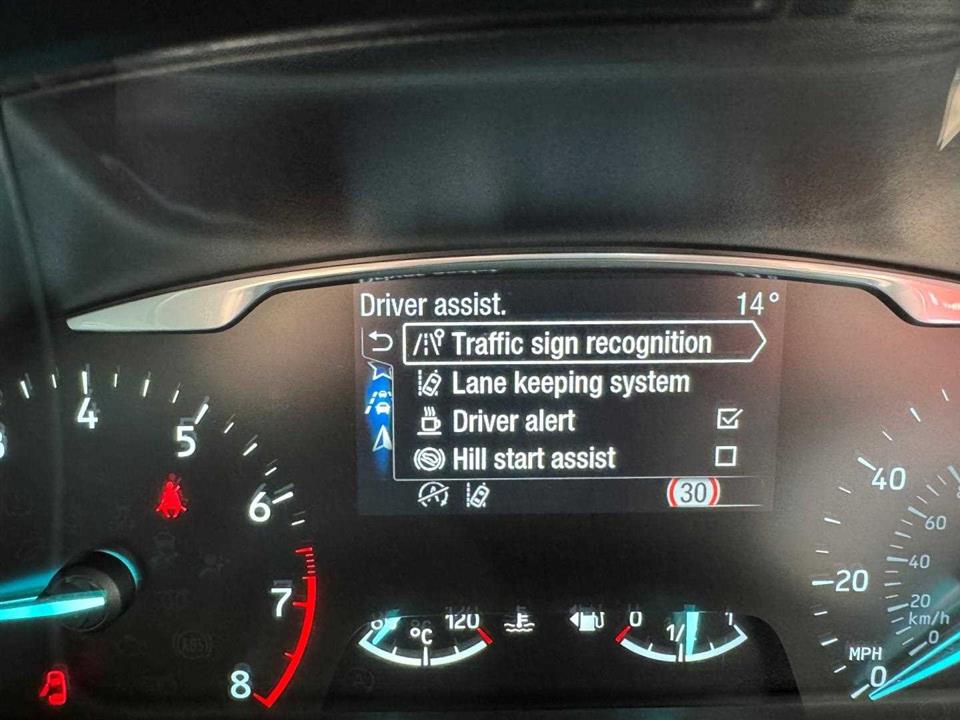 Driver assist. 14°
Traffic sign recognition
Lane keeping system
Driver alert
Hill start assist
30
4
5
6
7
8
120
°C
0
1/
1
40
20
0
MPH
60
40
20
km/h
0